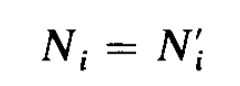 N_i = N'_i